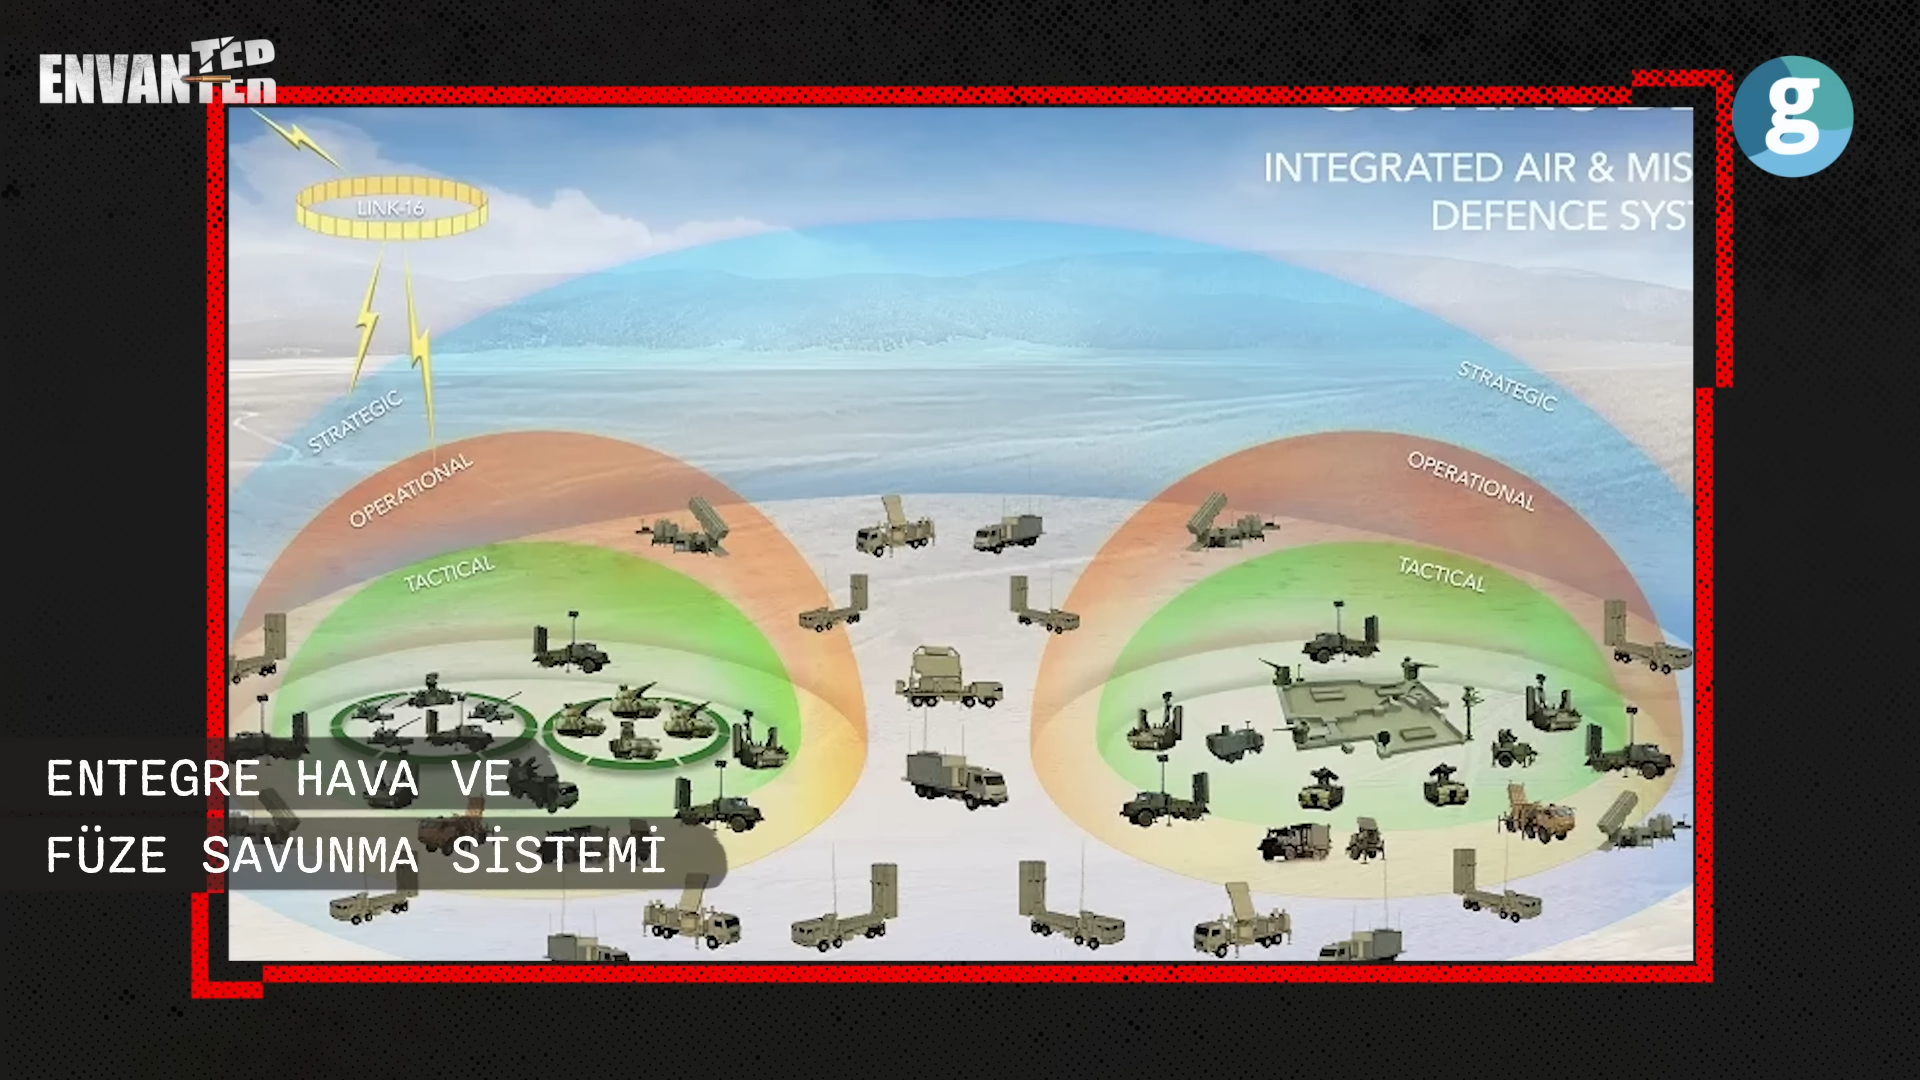 ENVANTER
g
INTEGRATED AIR & MIS
DEFENCE SYST
LINK-16
STRATEGIC
STRATEGIC
OPERATIONAL
OPERATIONAL
TACTICAL
TACTICAL
ENTEGRE HAVA VE
FÜZE SAVUNMA SİSTEMİ